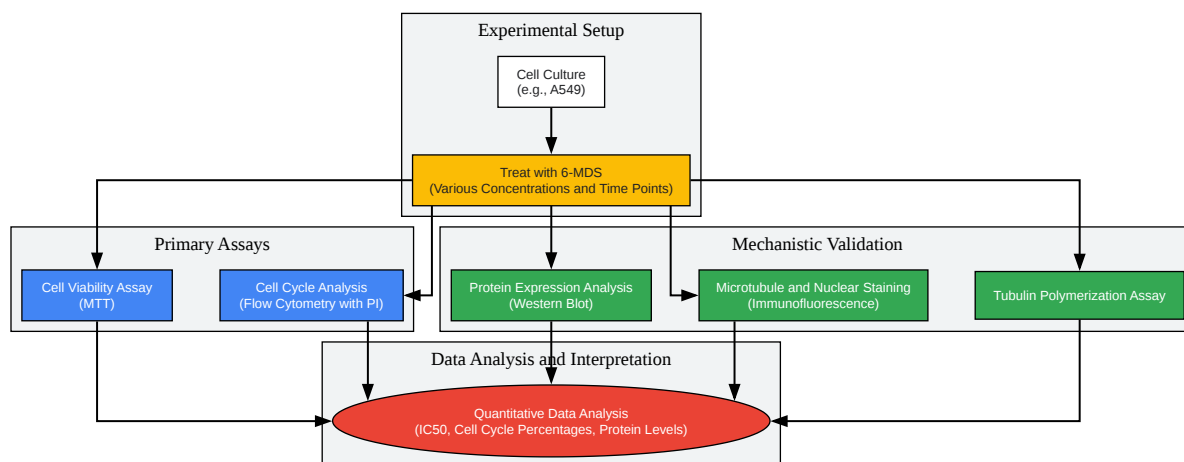 Experimental Setup
Cell Culture
(e.g., A549)
Treat with 6-MDS
(Various Concentrations and Time Points)
Primary Assays
Mechanistic Validation
Cell Viability Assay
(MTT)
Cell Cycle Analysis
(Flow Cytometry with PI)
Protein Expression Analysis
(Western Blot)
Microtubule and Nuclear Staining
(Immunofluorescence)
Tubulin Polymerization Assay
Data Analysis and Interpretation
Quantitative Data Analysis
(IC50, Cell Cycle Percentages, Protein Levels)